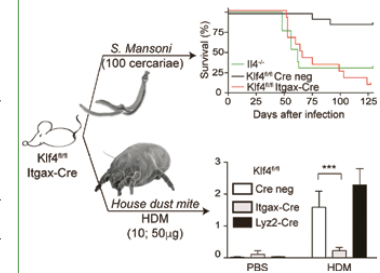 S. Mansoni
(100 cercariae)
Klf4fl/fl
Itgax-Cre
House dust mite
HDM
(10; 50µg)
Survival (%)
100
75
50
25
0
Il4-/-
Klf4fl/fl Cre neg
Klf4fl/fl Itgax-Cre
0 25 50 75 100 125
Days after infection
3
2
1
0
Klf4fl/fl
Cre neg
Itgax-Cre
Lyz2-Cre
***
PBS HDM